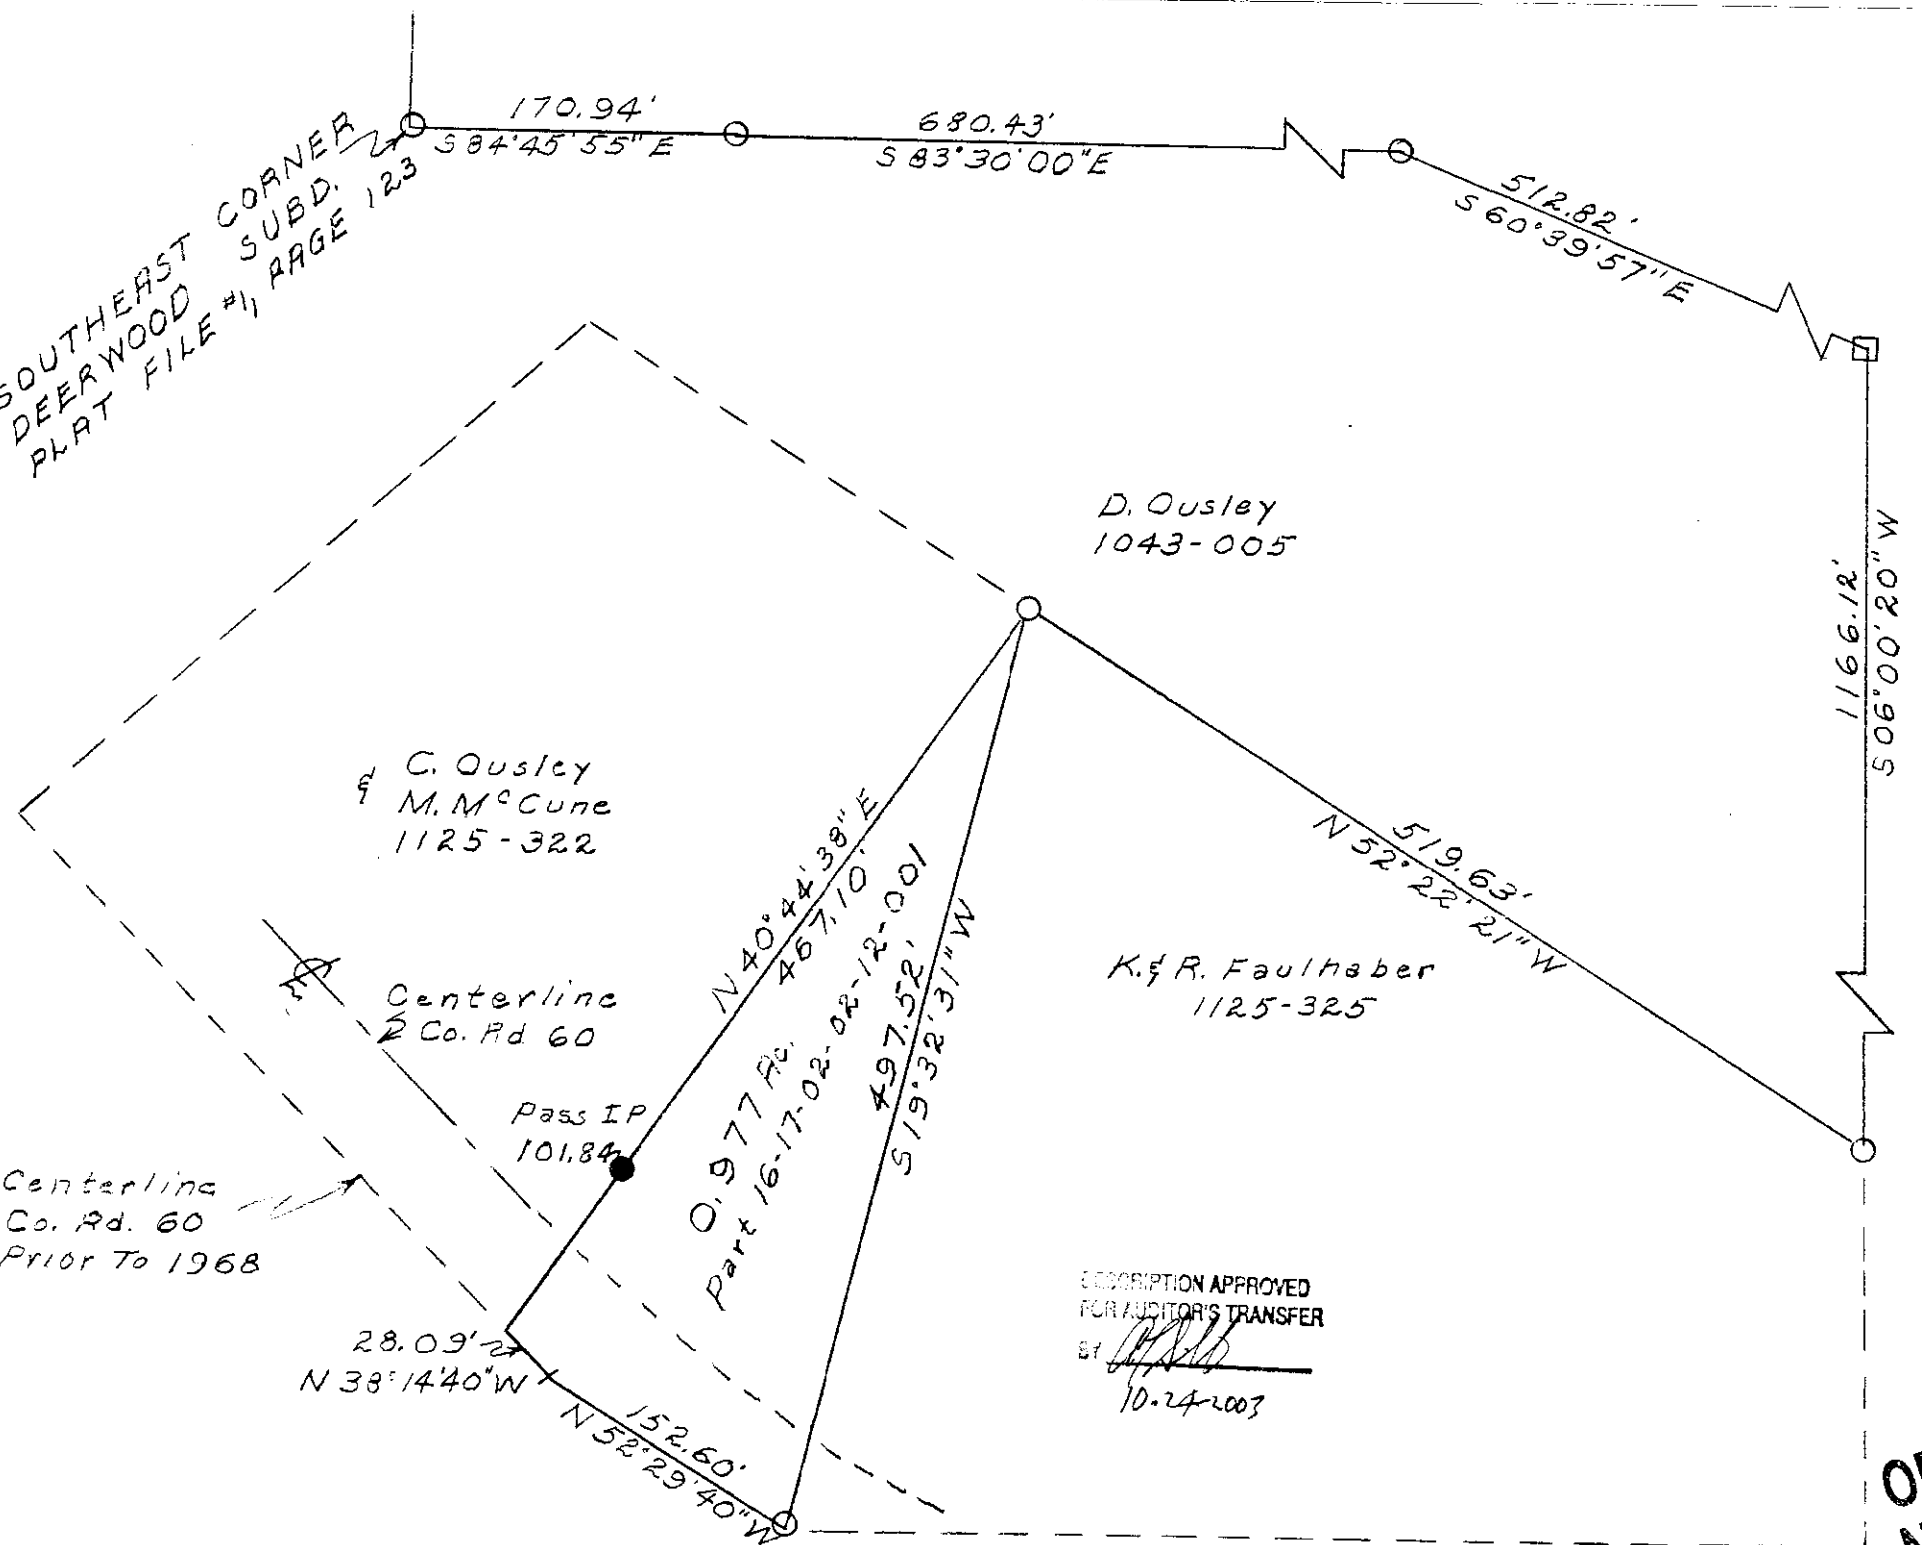 170.94'
S 84°45'55" E
680.43'
S 83°30'00" E
512.82'
S 60°39'57" E
SOUTHEAST CORNER
DEERWOOD SUBD.
PLAT FILE #1, PAGE 123
D. Ousley
1043-005
1166.12'
S 06°00'20" W
& C. Ousley
M. McCune
1125-322
N 40°44'38" E
467.10'
519.63'
N 52°22'21" W
0.977 Ac.
Part 16-17-02-02-12-001
497.52'
S 19°32'31" W
K. & R. Faulhaber
1125-325
Centerline
Co. Rd 60
Pass IP
101.84
Centerline
Co. Rd. 60
Prior To 1968
28.09'
N 38°14'40" W
152.60'
N 52°29'40" W
DESCRIPTION APPROVED
FOR AUDITOR'S TRANSFER
BY
10-24-2003